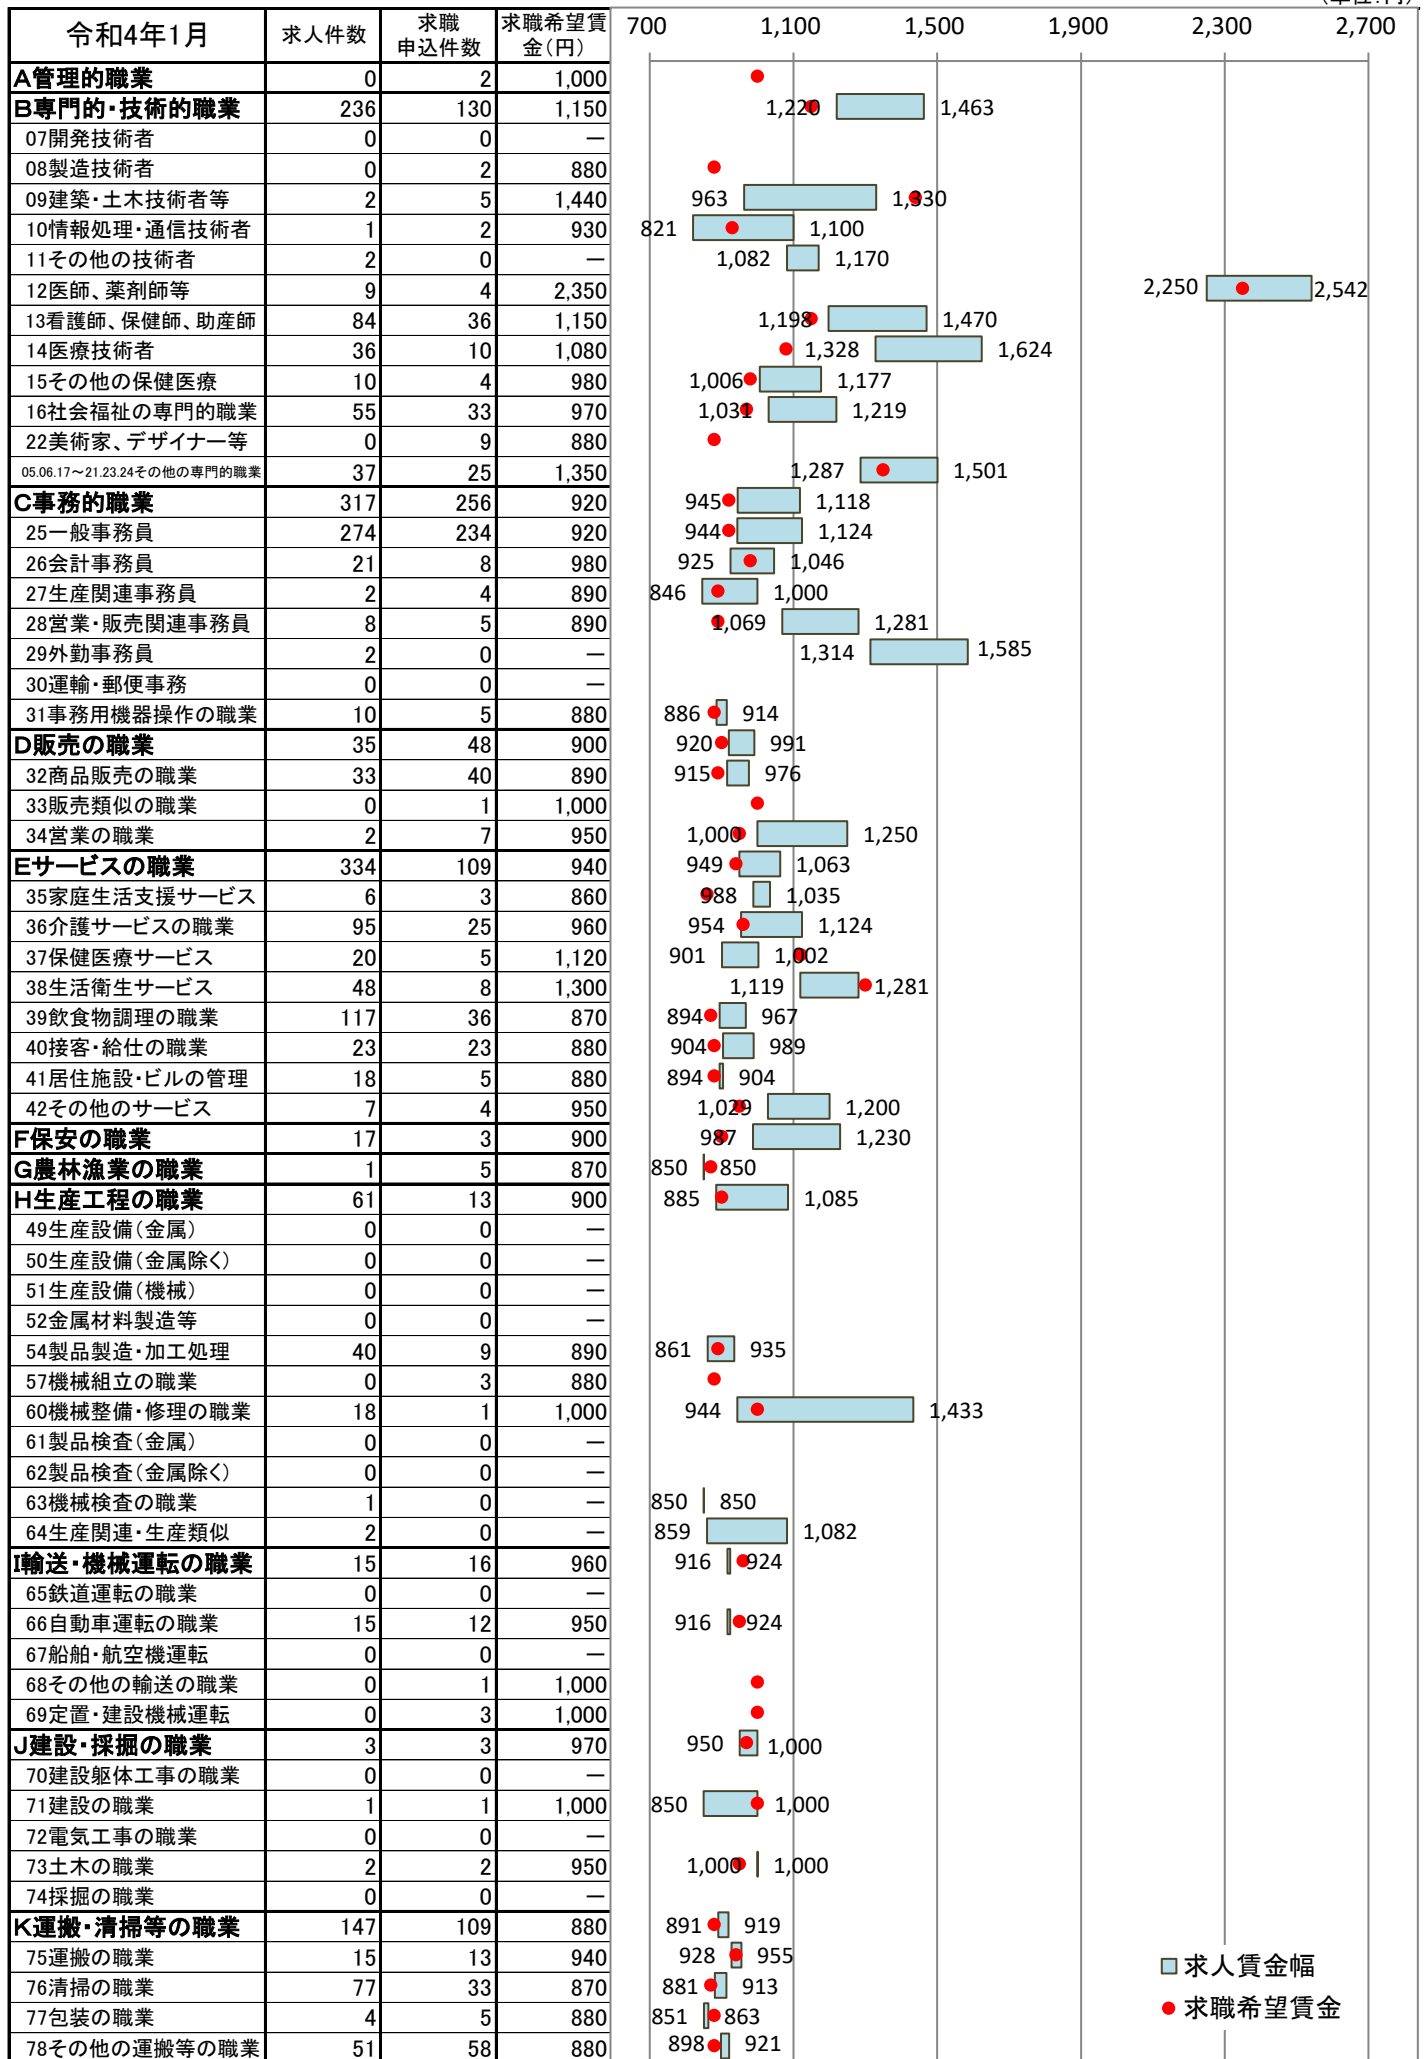 (単位:円)
令和4年1月 求人件数 求職申込件数 求職希望賃金(円) 700 1,100 1,500 1,900 2,300 2,700
A管理的職業 0 2 1,000
B専門的・技術的職業 236 130 1,150 1,220 1,463
07開発技術者 0 0 ―
08製造技術者 0 2 880
09建築・土木技術者等 2 5 1,440 963 1,330
10情報処理・通信技術者 1 2 930 821 1,100
11その他の技術者 2 0 ― 1,082 1,170
12医師、薬剤師等 9 4 2,350 2,250 2,542
13看護師、保健師、助産師 84 36 1,150 1,198 1,470
14医療技術者 36 10 1,080 1,328 1,624
15その他の保健医療 10 4 980 1,006 1,177
16社会福祉の専門的職業 55 33 970 1,031 1,219
22美術家、デザイナー等 0 9 880
05.06.17～21.23.24その他の専門的職業 37 25 1,350 1,287 1,501
C事務的職業 317 256 920 945 1,118
25一般事務員 274 234 920 944 1,124
26会計事務員 21 8 980 925 1,046
27生産関連事務員 2 4 890 846 1,000
28営業・販売関連事務員 8 5 890 1,069 1,281
29外勤事務員 2 0 ― 1,314 1,585
30運輸・郵便事務 0 0 ―
31事務用機器操作の職業 10 5 880 886 914
D販売の職業 35 48 900 920 991
32商品販売の職業 33 40 890 915 976
33販売類似の職業 0 1 1,000
34営業の職業 2 7 950 1,000 1,250
Eサービスの職業 334 109 940 949 1,063
35家庭生活支援サービス 6 3 860 988 1,035
36介護サービスの職業 95 25 960 954 1,124
37保健医療サービス 20 5 1,120 901 1,002
38生活衛生サービス 48 8 1,300 1,119 1,281
39飲食物調理の職業 117 36 870 894 967
40接客・給仕の職業 23 23 880 904 989
41居住施設・ビルの管理 18 5 880 894 904
42その他のサービス 7 4 950 1,029 1,200
F保安の職業 17 3 900 987 1,230
G農林漁業の職業 1 5 870 850 850
H生産工程の職業 61 13 900 885 1,085
49生産設備(金属) 0 0 ―
50生産設備(金属除く) 0 0 ―
51生産設備(機械) 0 0 ―
52金属材料製造等 0 0 ―
54製品製造・加工処理 40 9 890 861 935
57機械組立の職業 0 3 880
60機械整備・修理の職業 18 1 1,000 944 1,433
61製品検査(金属) 0 0 ―
62製品検査(金属除く) 0 0 ―
63機械検査の職業 1 0 ― 850 850
64生産関連・生産類似 2 0 ― 859 1,082
I輸送・機械運転の職業 15 16 960 916 924
65鉄道運転の職業 0 0 ―
66自動車運転の職業 15 12 950 916 924
67船舶・航空機運転 0 0 ―
68その他の輸送の職業 0 1 1,000
69定置・建設機械運転 0 3 1,000
J建設・採掘の職業 3 3 970 950 1,000
70建設躯体工事の職業 0 0 ―
71建設の職業 1 1 1,000 850 1,000
72電気工事の職業 0 0 ―
73土木の職業 2 2 950 1,000 1,000
74採掘の職業 0 0 ―
K運搬・清掃等の職業 147 109 880 891 919
75運搬の職業 15 13 940 928 955
76清掃の職業 77 33 870 881 913
77包装の職業 4 5 880 851 863
78その他の運搬等の職業 51 58 880 898 921
求人賃金幅
求職希望賃金